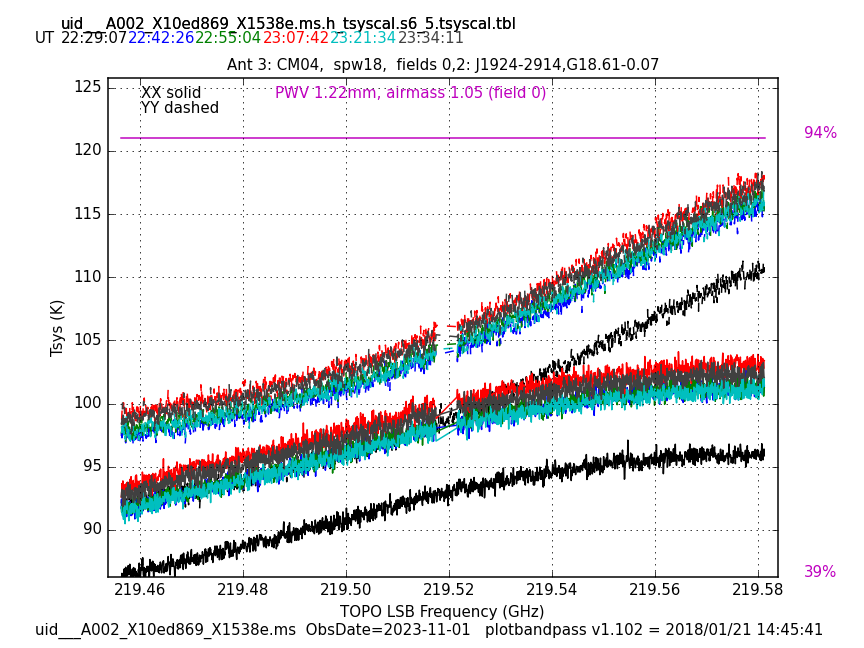 uid___A002_X10ed869_X1538e.ms.h_tsyscal.s6_5.tsyscal.tbl
UT 22:29:07 22:42:26 22:55:04 23:07:42 23:21:34 23:34:11
Ant 3: CM04,  spw18,  fields 0,2: J1924-2914,G18.61-0.07
XX solid
YY dashed
PWV 1.22mm, airmass 1.05 (field 0)
94%
39%
125
120
115
110
105
100
95
90
Tsys (K)
219.46 219.48 219.50 219.52 219.54 219.56 219.58
TOPO LSB Frequency (GHz)
uid___A002_X10ed869_X1538e.ms  ObsDate=2023-11-01   plotbandpass v1.102 = 2018/01/21 14:45:41